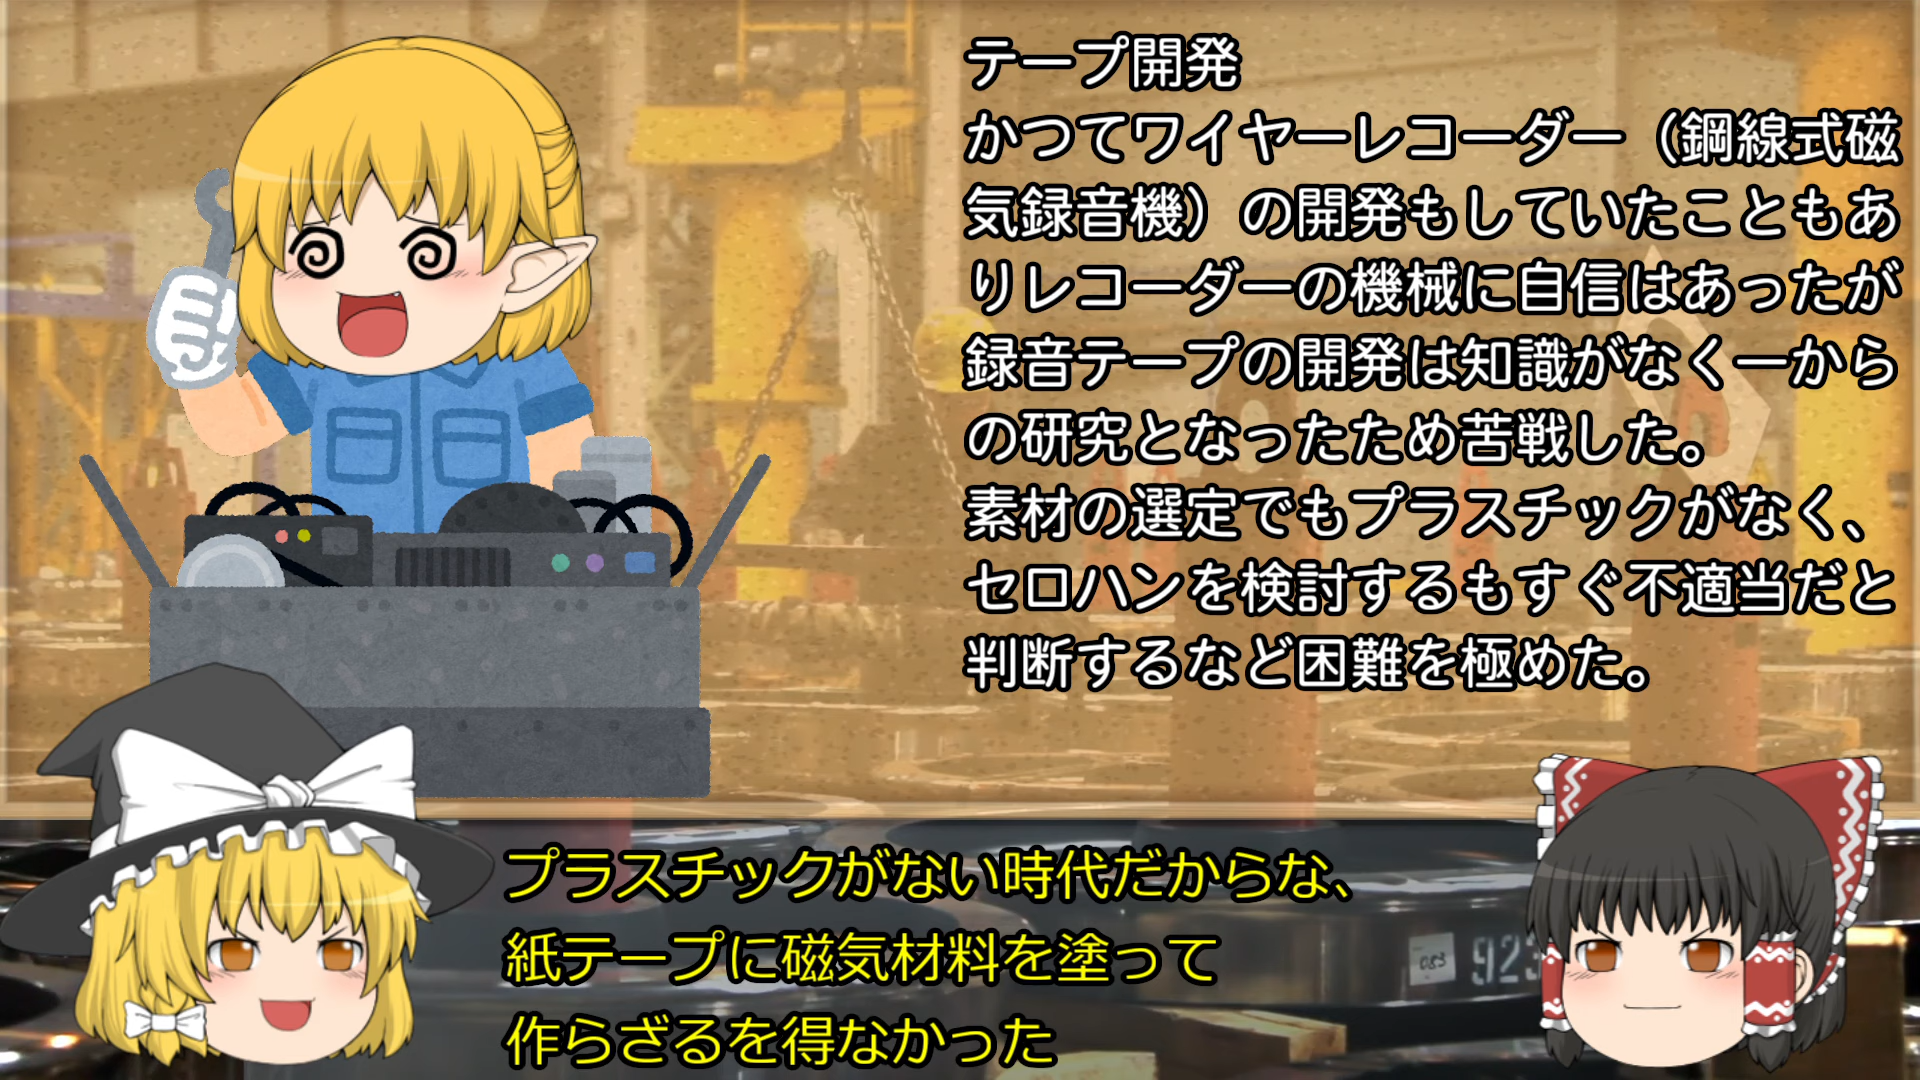 テープ開発
かつてワイヤーレコーダー（鋼線式磁
気録音機）の開発もしていたこともあ
りレコーダーの機械に自信はあったが
録音テープの開発は知識がなく一から
の研究となったため苦戦した。
素材の選定でもプラスチックがなく、
セロハンを検討するもすぐ不適当だと
判断するなど困難を極めた。
プラスチックがない時代だからな、
紙テープに磁気材料を塗って
作らざるを得なかった
083
923